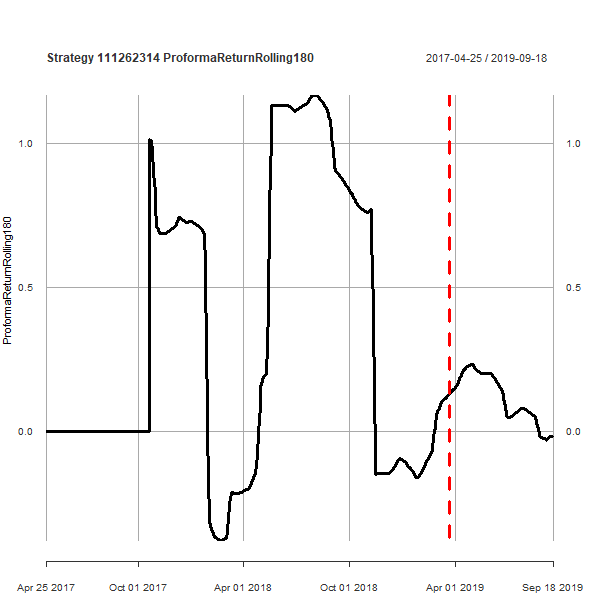 Strategy 111262314 ProformaReturnRolling180
2017-04-25 / 2019-09-18
ProformaReturnRolling180
1.0
1.0
0.5
0.5
0.0
0.0
Apr 25 2017
Oct 01 2017
Apr 01 2018
Oct 01 2018
Apr 01 2019
Sep 18 2019